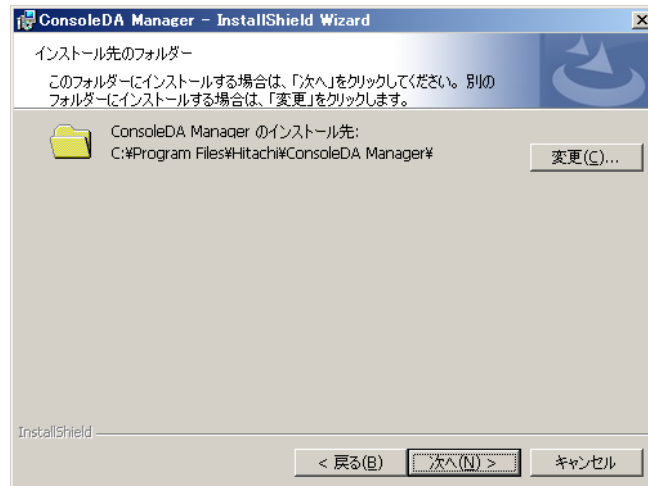 ConsoleDA Manager - InstallShield Wizard
インストール先のフォルダー
このフォルダーにインストールする場合は、「次へ」をクリックしてください。別の
フォルダーにインストールする場合は、「変更」をクリックします。
ConsoleDA Manager のインストール先:
C:¥Program Files¥Hitachi¥ConsoleDA Manager¥
変更(C)...
InstallShield
< 戻る(B)
次へ(N) >
キャンセル